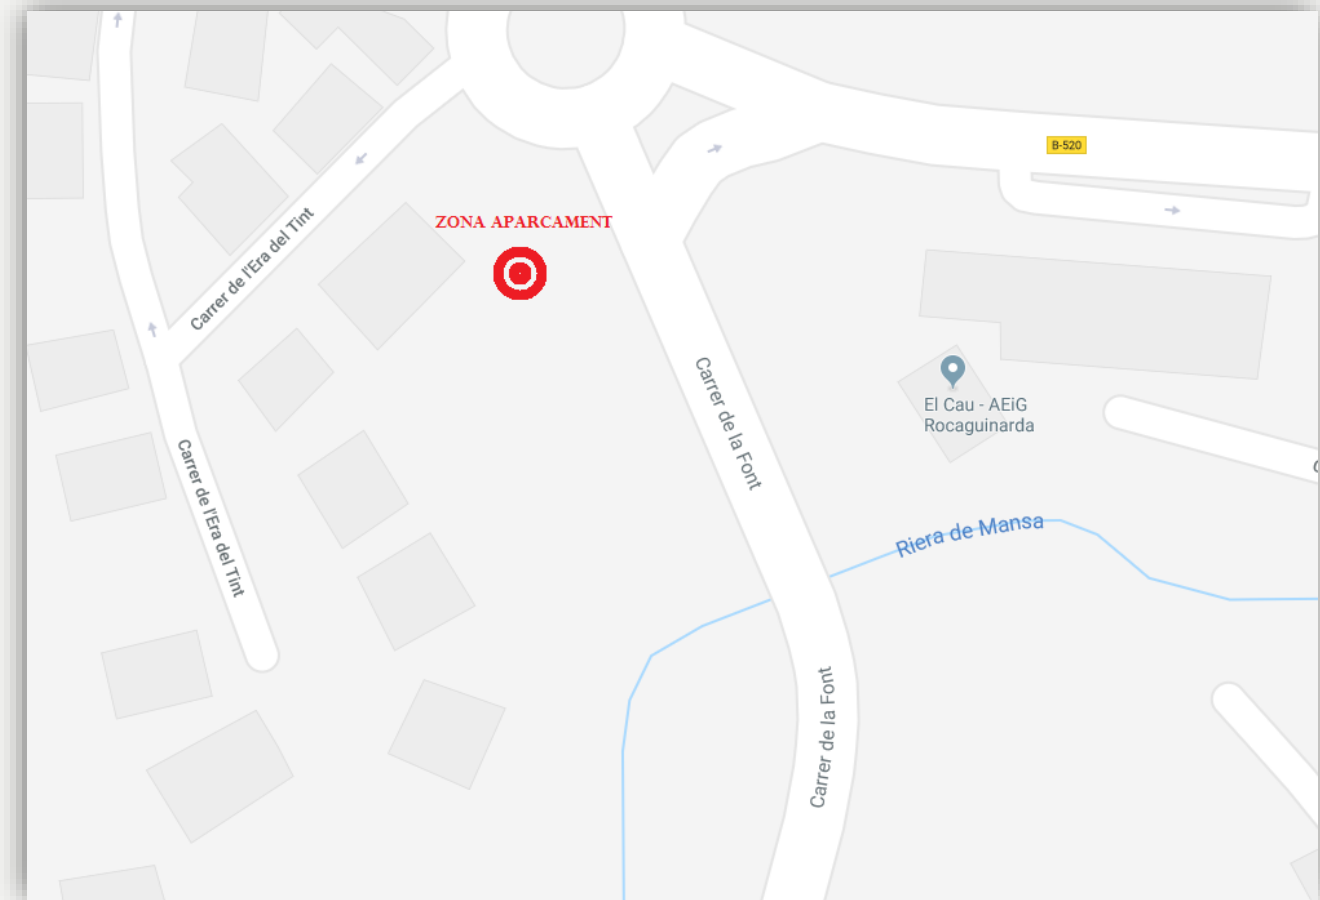 B-520
ZONA APARCAMENT
Carrer de l'Era del Tint
Carrer de la Font
El Cau - AEiG
Rocaguinarda
Carrer de l'Era del Tint
Riera de Mansa
Carrer de la Font